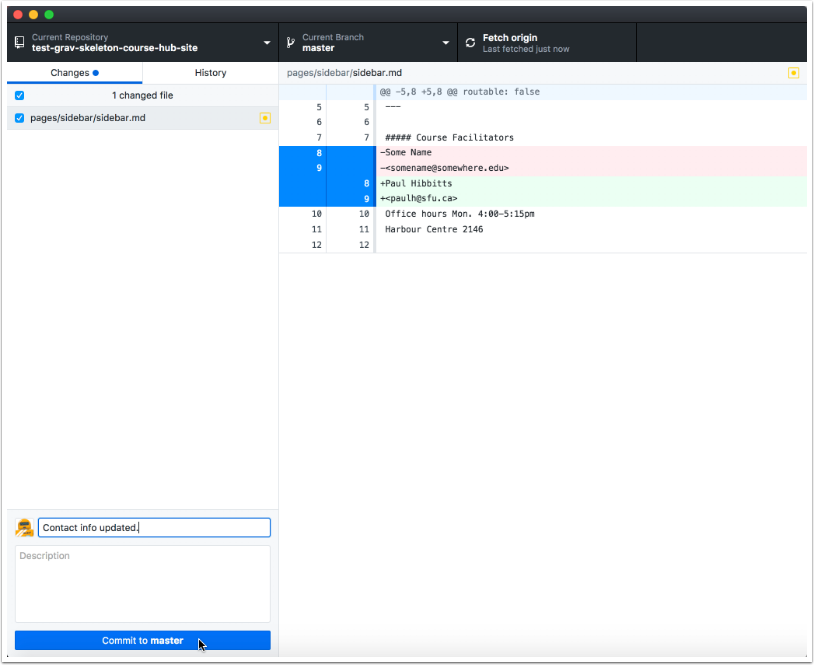 Current Repository
test-grav-skeleton-course-hub-site
Current Branch
master
Fetch origin
Last fetched just now
Changes
History
pages/sidebar/sidebar.md
1 changed file
pages/sidebar/sidebar.md
@@ -5,8 +5,8 @@ routable: false
5 5 ---
6 6
7 7 ##### Course Facilitators
8 -Some Name
9 -<somename@somewhere.edu>
8 +Paul Hibbitts
9 +<paulh@sfu.ca>
10 10 Office hours Mon. 4:00-5:15pm
11 11 Harbour Centre 2146
12 12
Contact info updated.
Description
Commit to master